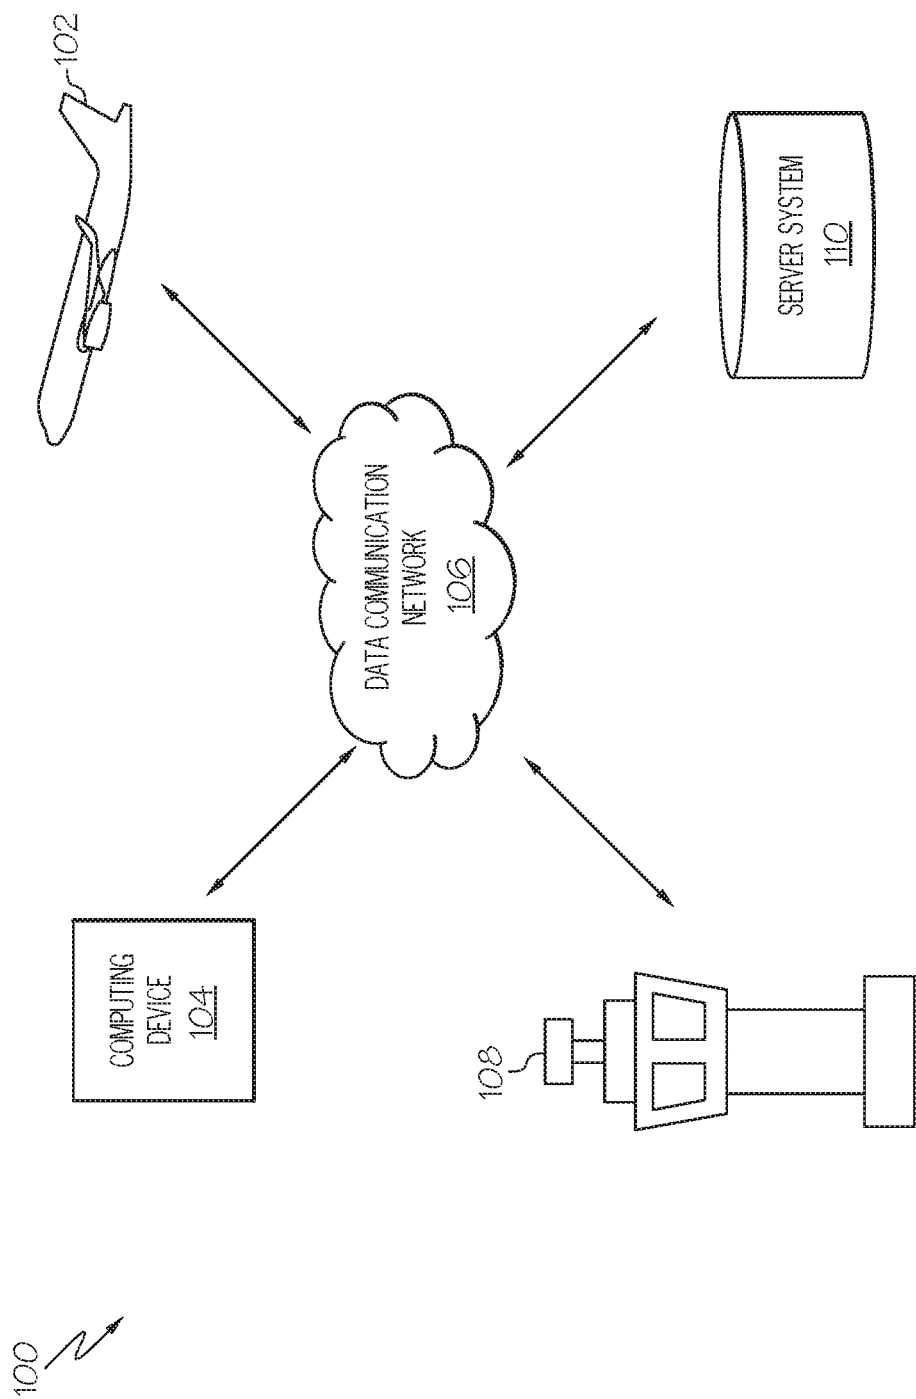 100
COMPUTING
DEVICE
104
102
DATA COMMUNICATION
NETWORK
106
108
SERVER SYSTEM
110